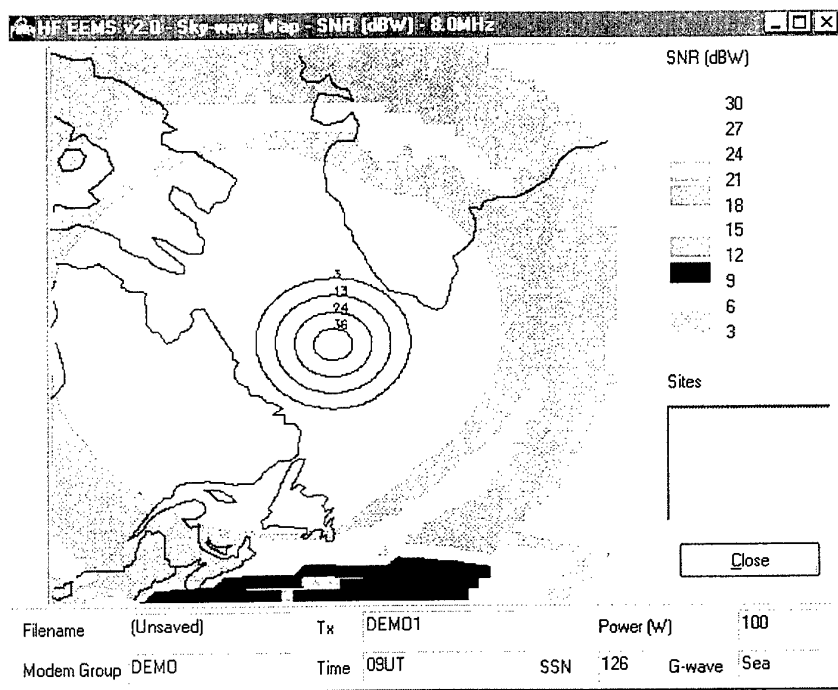 HF EEMS v2.0 - Sky-wave Map - SNR (dBW) - 8.0MHz
SNR (dBW)
30
27
24
21
18
15
12
9
6
3
3
13
24
36
Sites
Close
Filename (Unsaved) Tx DEMO1 Power (W) 100
Modem Group DEMO Time 09UT SSN 126 G-wave Sea